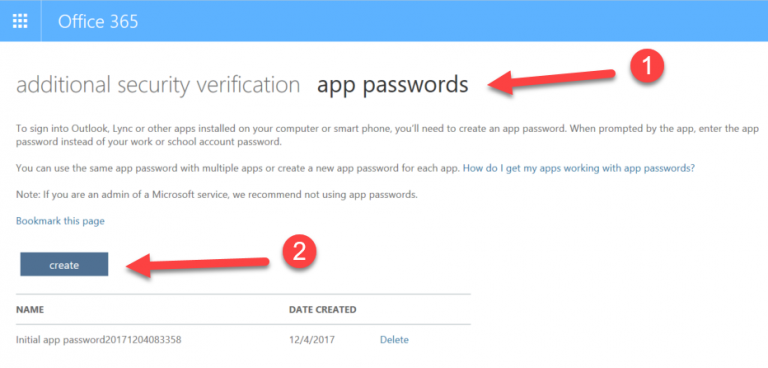 Office 365
additional security verification app passwords
1
To sign into Outlook, Lync or other apps installed on your computer or smart phone, you'll need to create an app password. When prompted by the app, enter the app
password instead of your work or school account password.
You can use the same app password with multiple apps or create a new app password for each app. How do I get my apps working with app passwords?
Note: If you are an admin of a Microsoft service, we recommend not using app passwords.
Bookmark this page
2
create
NAME DATE CREATED
Initial app password20171204083358 12/4/2017 Delete